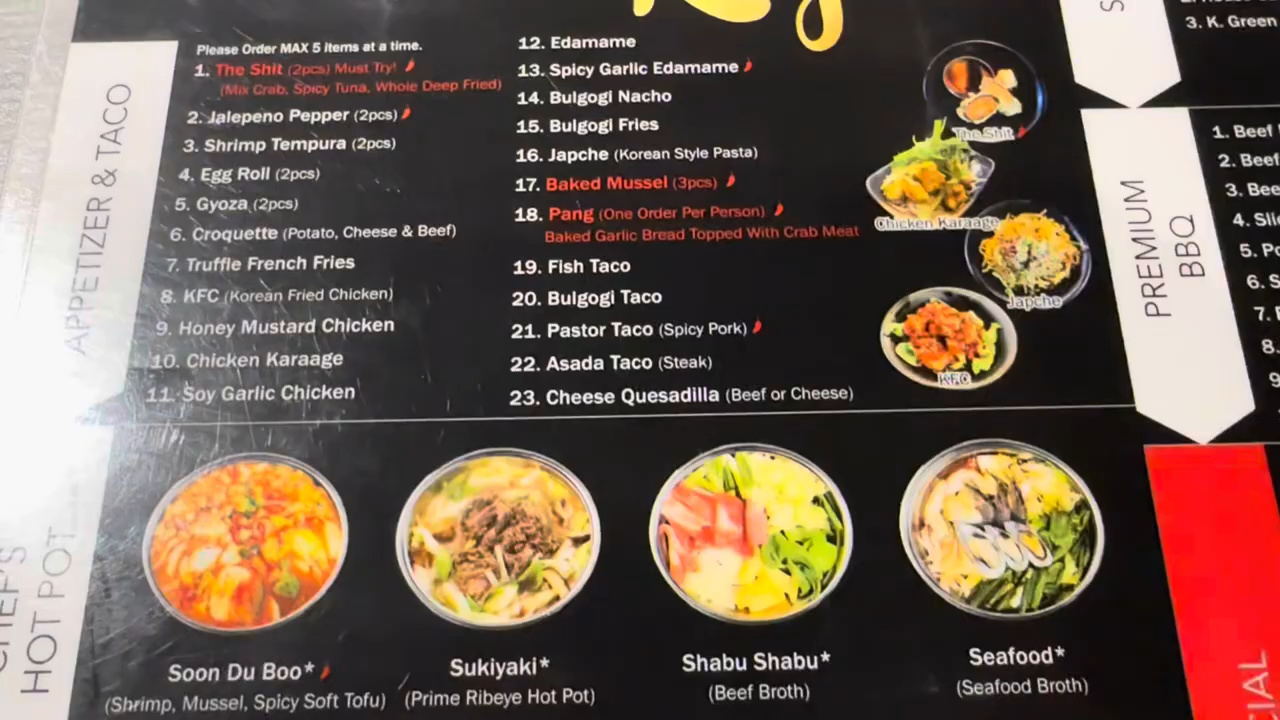 Please Order MAX 5 items at a time.
1. The Shit (2pcs) Must Try!
(Mix Crab, Spicy Tuna, Whole Deep Fried)
2. Jalepeno Pepper (2pcs)
3. Shrimp Tempura (2pcs)
4. Egg Roll (2pcs)
5. Gyoza (2pcs)
6. Croquette (Potato, Cheese & Beef)
7. Truffle French Fries
8. KFC (Korean Fried Chicken)
9. Honey Mustard Chicken
10. Chicken Karaage
11. Soy Garlic Chicken
APPETIZER & TACO
12. Edamame
13. Spicy Garlic Edamame
14. Bulgogi Nacho
15. Bulgogi Fries
16. Japche (Korean Style Pasta)
17. Baked Mussel (3pcs)
18. Pang (One Order Per Person)
Baked Garlic Bread Topped With Crab Meat
19. Fish Taco
20. Bulgogi Taco
21. Pastor Taco (Spicy Pork)
22. Asada Taco (Steak)
23. Cheese Quesadilla (Beef or Cheese)
The Shit
Chicken Karaage
Japche
KFC
3. K. Green
PREMIUM
BBQ
1. Beef
2. Beef
3.
4.
5.
6.
7.
8.
HOT POT
Soon Du Boo*
(Shrimp, Mussel, Spicy Soft Tofu)
Sukiyaki*
(Prime Ribeye Hot Pot)
Shabu Shabu*
(Beef Broth)
Seafood*
(Seafood Broth)